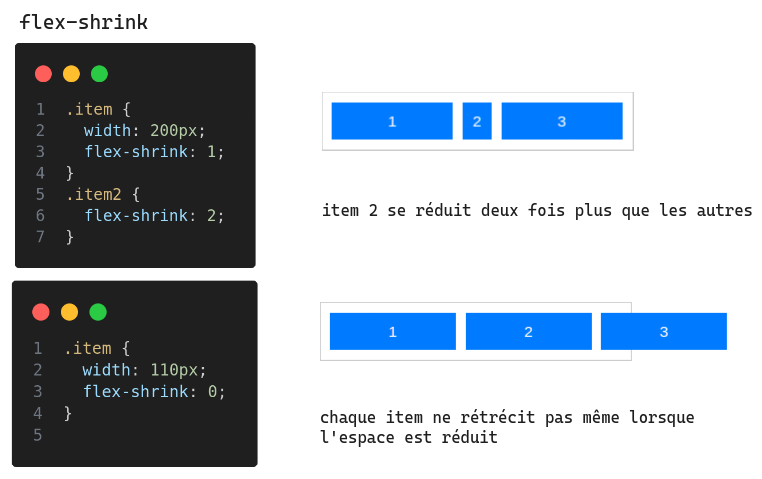 flex-shrink
1 .item {
2 width: 200px;
3 flex-shrink: 1;
4 }
5 .item2 {
6 flex-shrink: 2;
7 }
1 2 3
item 2 se réduit deux fois plus que les autres
1 .item {
2 width: 110px;
3 flex-shrink: 0;
4 }
5
1 2 3
chaque item ne rétrécit pas même lorsque
l'espace est réduit